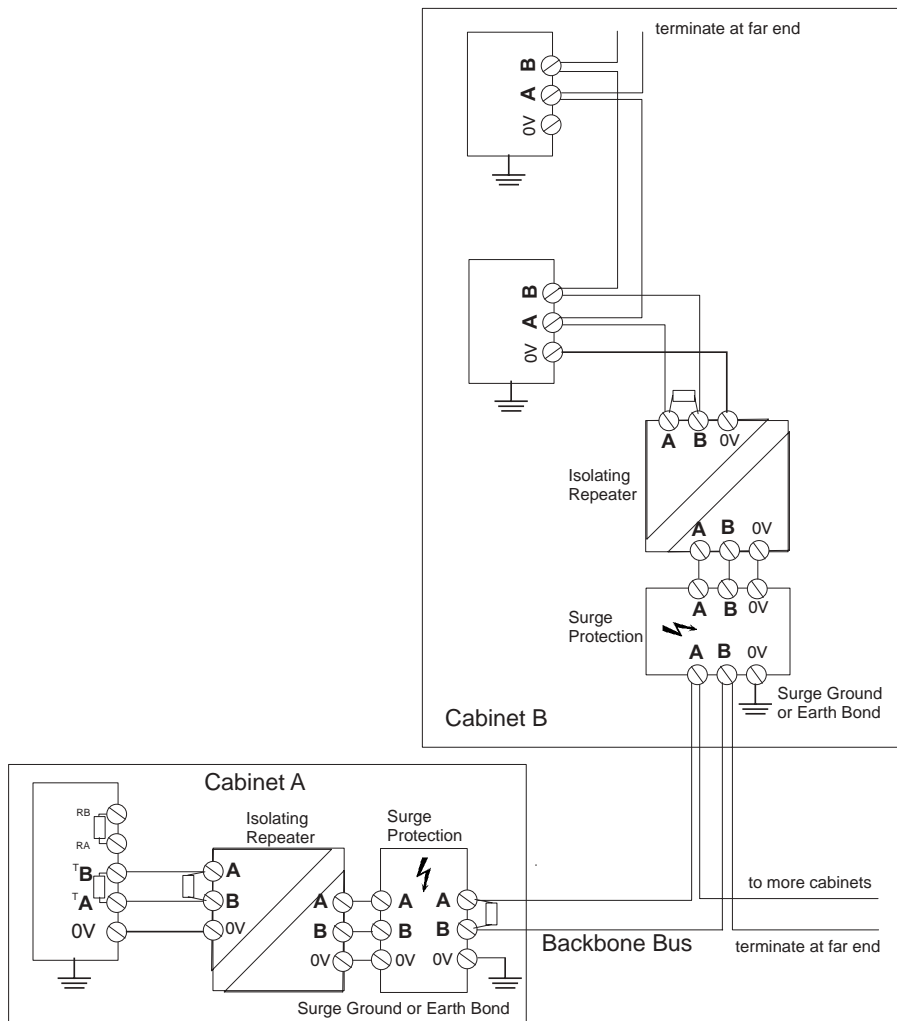 terminate at far end
B
A
0V
B
A
0V
A B 0V
Isolating
Repeater
A B 0V
A B 0V
Surge
Protection
A B 0V
Surge Ground
or Earth Bond
Cabinet B
Cabinet A
RB
RA
TB
TA
0V
Isolating
Repeater
A
B
0V
A
B
0V
Surge
Protection
A A
B B
0V 0V
Surge Ground or Earth Bond
Backbone Bus
to more cabinets
terminate at far end